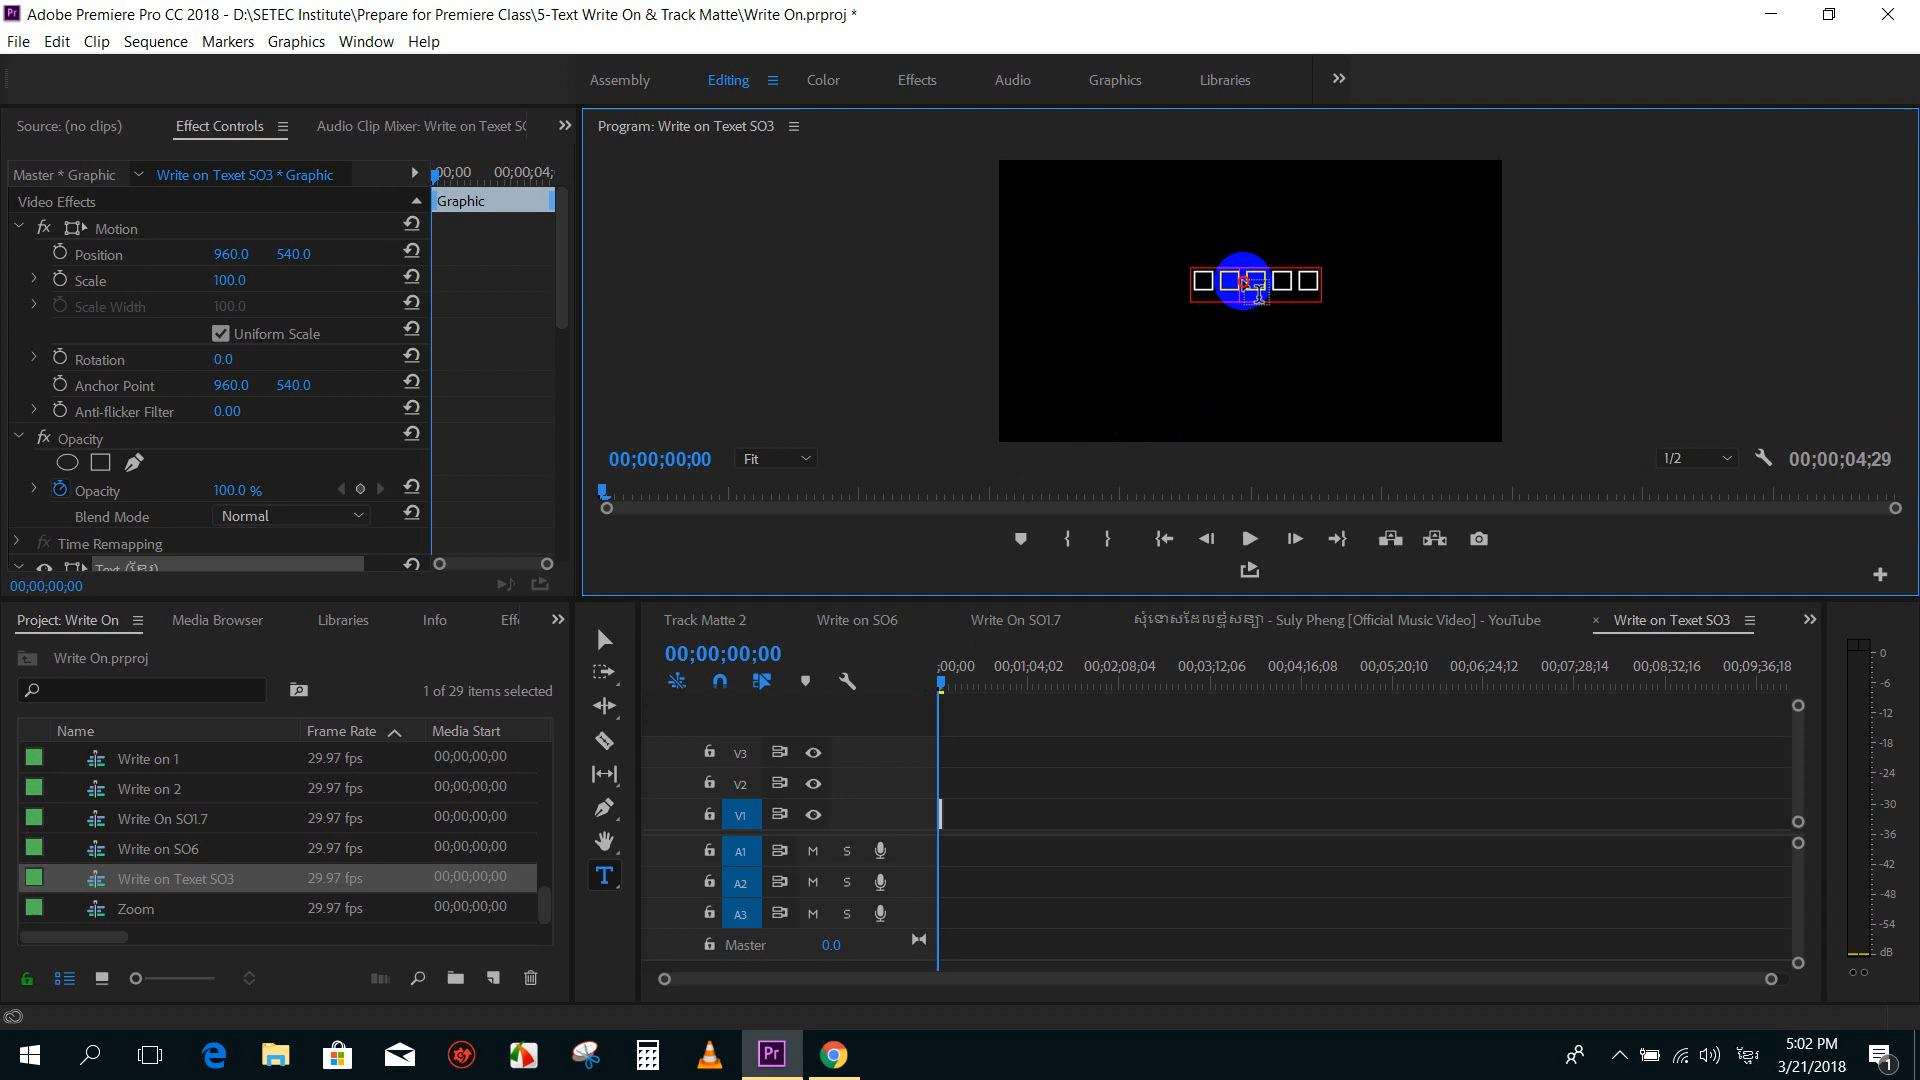 Adobe Premiere Pro CC 2018 - D:\SETEC Institute\Prepare for Premiere Class\5-Text Write On & Track Matte\Write On.prproj *
File Edit Clip Sequence Markers Graphics Window Help
Assembly Editing Color Effects Audio Graphics Libraries
Source: (no clips) Effect Controls Audio Clip Mixer: Write on Texet SO
Program: Write on Texet SO3
Master * Graphic Write on Texet SO3 * Graphic
00;00 00;00;04;
Video Effects
Graphic
fx Motion
Position 960.0 540.0
Scale 100.0
Scale Width 100.0
Uniform Scale
Rotation 0.0
Anchor Point 960.0 540.0
Anti-flicker Filter 0.00
fx Opacity
Opacity 100.0 %
Blend Mode Normal
fx Time Remapping
Text (ខ្មែរ)
00;00;00;00
00;00;00;00 Fit 1/2 00;00;04;29
Project: Write On Media Browser Libraries Info Eff
Write On.prproj
1 of 29 items selected
Name Frame Rate Media Start
Write on 1 29.97 fps 00;00;00;00
Write on 2 29.97 fps 00;00;00;00
Write On SO1.7 29.97 fps 00;00;00;00
Write on SO6 29.97 fps 00;00;00;00
Write on Texet SO3 29.97 fps 00;00;00;00
Zoom 29.97 fps 00;00;00;00
T
Track Matte 2 Write on SO6 Write On SO1.7 សុំទោសដែលខ្ញុំសន្យា - Suly Pheng [Official Music Video] - YouTube × Write on Texet SO3
00;00;00;00
;00;00 00;01;04;02 00;02;08;04 00;03;12;06 00;04;16;08 00;05;20;10 00;06;24;12 00;07;28;14 00;08;32;16 00;09;36;18
V3
V2
V1
A1 M S
A2 M S
A3 M S
Master 0.0
0
-6
-12
-18
-24
-30
-36
-42
-48
-54
dB
Pr
ខ្មែរ
5:02 PM
3/21/2018
1